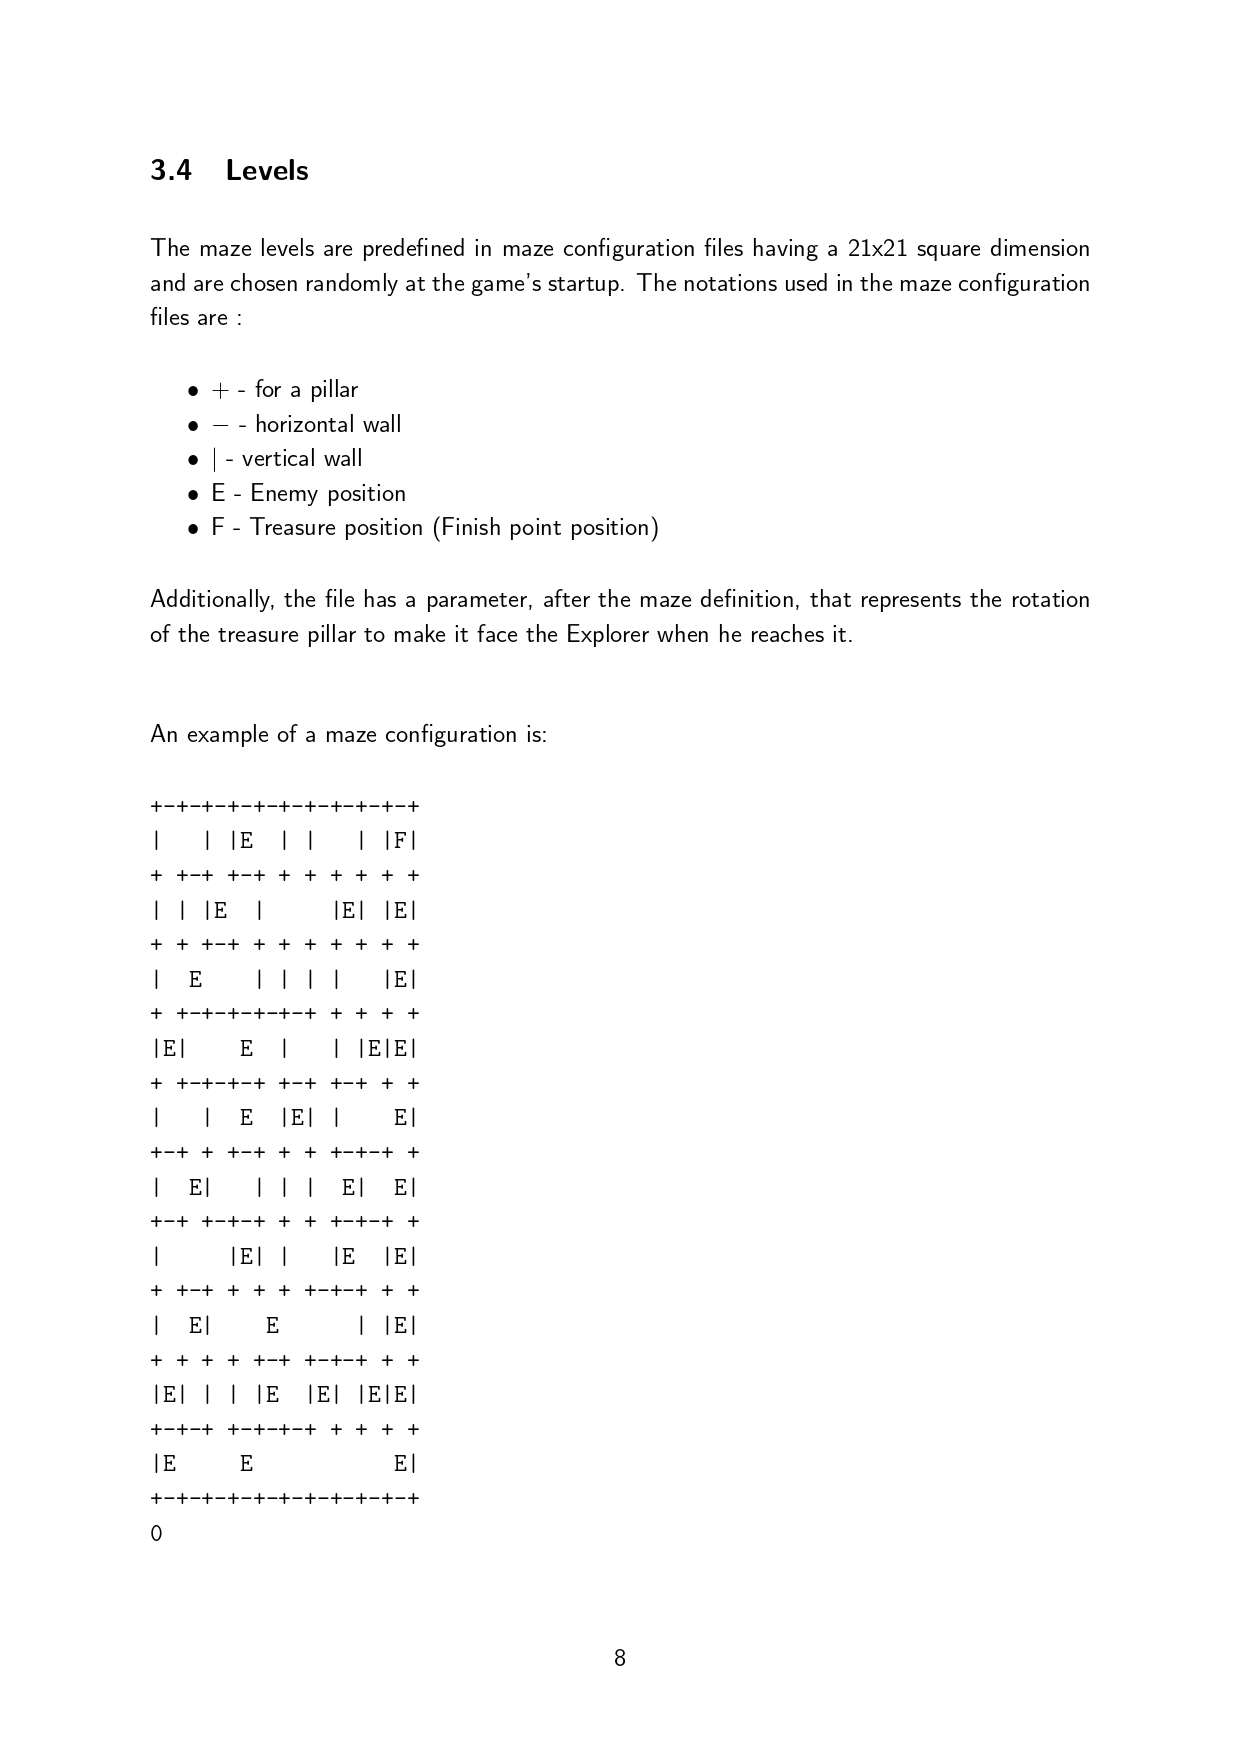 3.4 Levels
The maze levels are predefined in maze configuration files having a 21x21 square dimension
and are chosen randomly at the game's startup. The notations used in the maze configuration
files are :
• + - for a pillar
• − - horizontal wall
• | - vertical wall
• E - Enemy position
• F - Treasure position (Finish point position)
Additionally, the file has a parameter, after the maze definition, that represents the rotation
of the treasure pillar to make it face the Explorer when he reaches it.
An example of a maze configuration is:
+-+-+-+-+-+-+-+-+-+-+
|   | |E  | |   | |F|
+ +-+ +-+ + + + + + +
| | |E  |     |E| |E|
+ + +-+ + + + + + + +
|  E    | | | |   |E|
+ +-+-+-+-+-+ + + + +
|E|    E  |   | |E|E|
+ +-+-+-+ +-+ +-+ + +
|   |  E  |E| |    E|
+-+ + +-+ + + +-+-+ +
|  E|   | | |  E|  E|
+-+ +-+-+ + + +-+-+ +
|     |E| |   |E  |E|
+ +-+ + + + +-+-+ + +
|  E|    E      | |E|
+ + + + +-+ +-+-+ + +
|E| | | |E  |E| |E|E|
+-+-+ +-+-+-+ + + + +
|E     E           E|
+-+-+-+-+-+-+-+-+-+-+
0
8